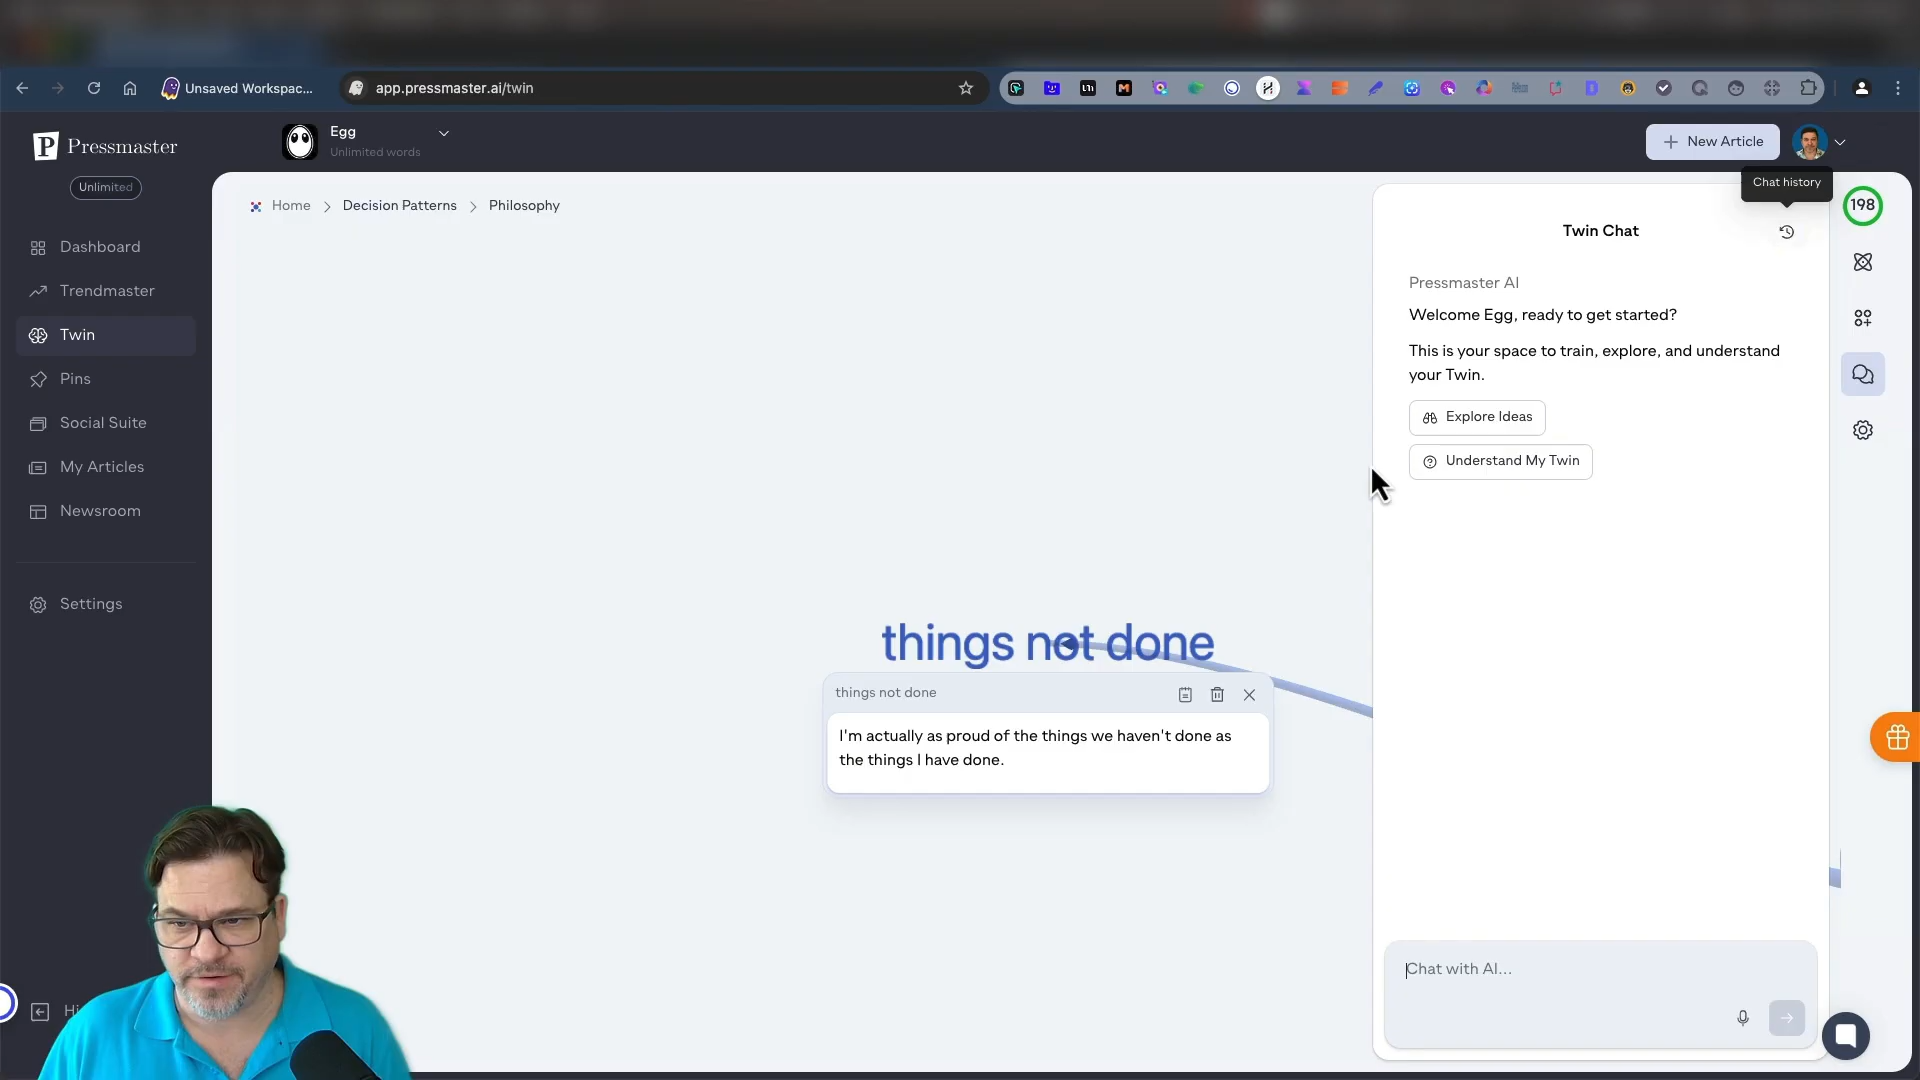 Unsaved Workspac...
app.pressmaster.ai/twin
P Pressmaster
Unlimited
Egg
Unlimited words
New Article
Chat history
198
Home
Decision Patterns
Philosophy
Dashboard
Trendmaster
Twin
Pins
Social Suite
My Articles
Newsroom
Settings
Twin Chat
Pressmaster AI
Welcome Egg, ready to get started?
This is your space to train, explore, and understand
your Twin.
Explore Ideas
Understand My Twin
things not done
things not done
I'm actually as proud of the things we haven't done as
the things I have done.
Chat with AI...